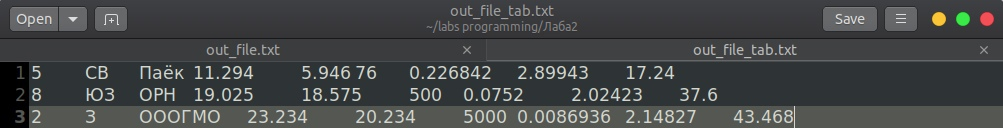 Open out_file_tab.txt Save
~/labs programming/Лаба2
out_file.txt × out_file_tab.txt ×
1 5 СВ Паёк 11.294 5.946 76 0.226842 2.89943 17.24
2 8 ЮЗ ОРН 19.025 18.575 500 0.0752 2.02423 37.6
3 2 З ОООГМО 23.234 20.234 5000 0.0086936 2.14827 43.468